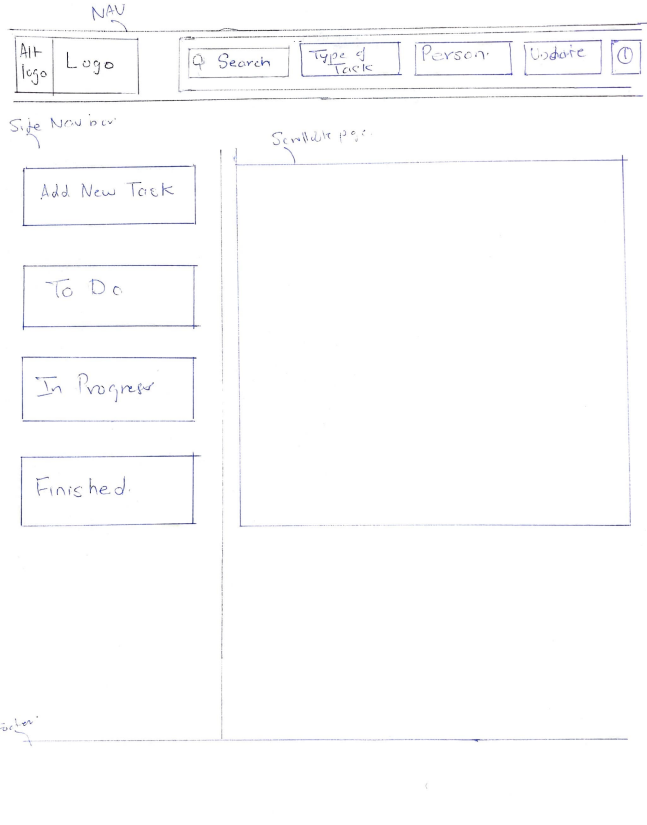 NAV
Alt
logo
Logo
Search
Type of
Task
Person.
Update
Side Nav bar
Scrollable page.
Add New Task
To Do
In Progress
Finished.
Footer